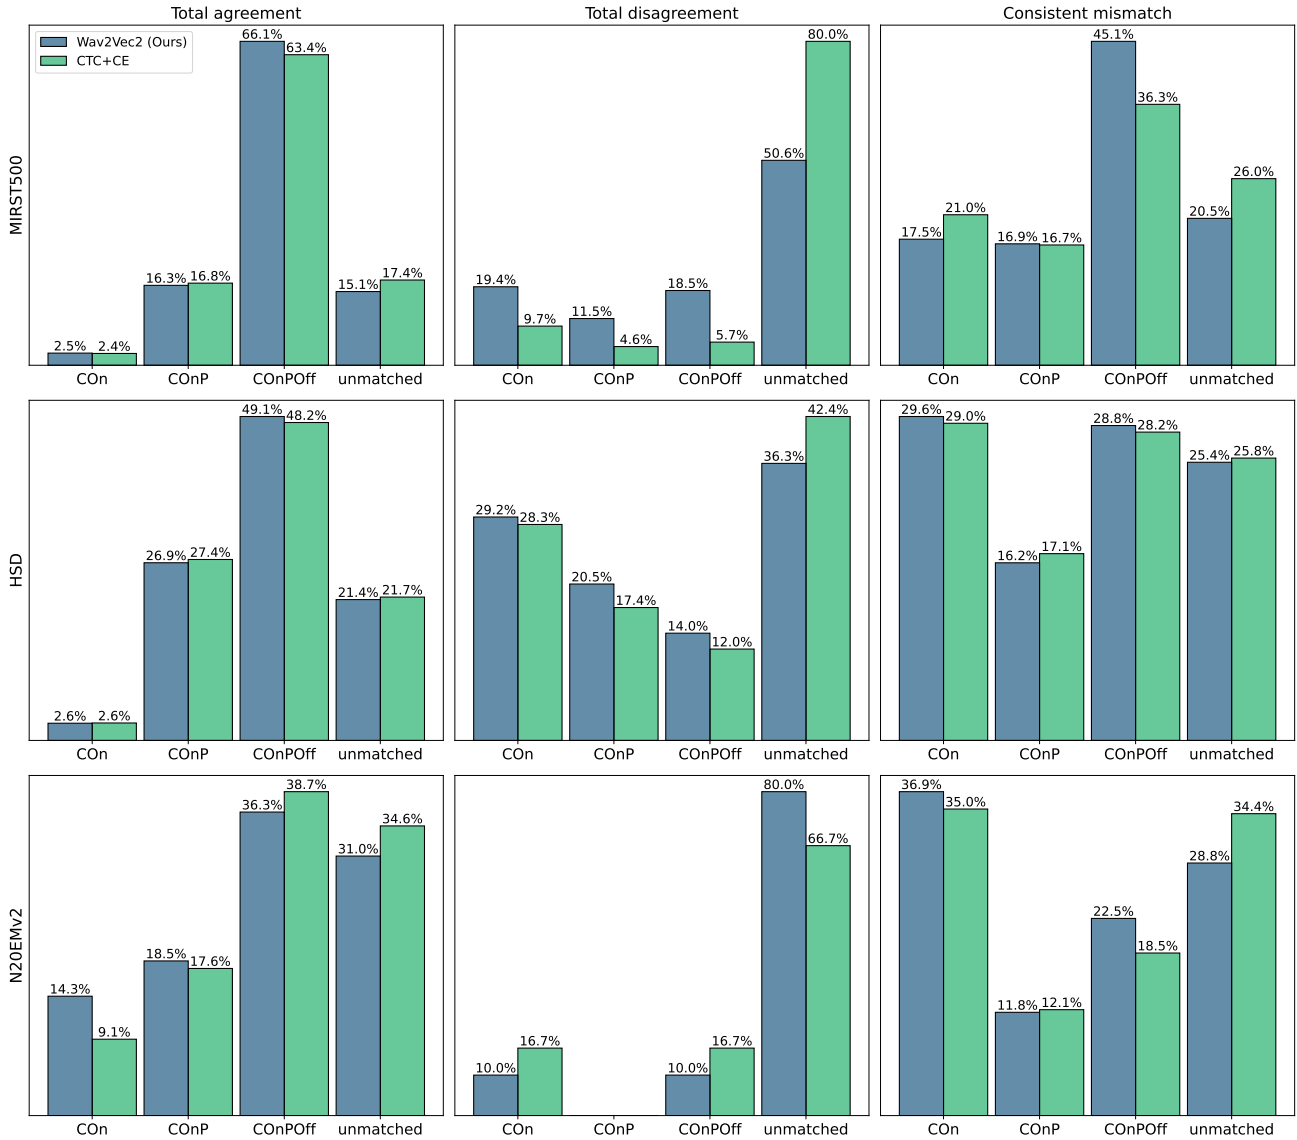 Total agreement
Total disagreement
Consistent mismatch
MIRST500
Wav2Vec2 (Ours)
CTC+CE
2.5% 2.4% 16.3% 16.8% 66.1% 63.4% 15.1% 17.4%
COn COnP COnPOff unmatched
19.4% 9.7% 11.5% 4.6% 18.5% 5.7% 50.6% 80.0%
COn COnP COnPOff unmatched
17.5% 21.0% 16.9% 16.7% 45.1% 36.3% 20.5% 26.0%
COn COnP COnPOff unmatched
HSD
2.6% 2.6% 26.9% 27.4% 49.1% 48.2% 21.4% 21.7%
COn COnP COnPOff unmatched
29.2% 28.3% 20.5% 17.4% 14.0% 12.0% 36.3% 42.4%
COn COnP COnPOff unmatched
29.6% 29.0% 16.2% 17.1% 28.8% 28.2% 25.4% 25.8%
COn COnP COnPOff unmatched
N20EMv2
14.3% 9.1% 18.5% 17.6% 36.3% 38.7% 31.0% 34.6%
COn COnP COnPOff unmatched
10.0% 16.7% 10.0% 16.7% 80.0% 66.7%
COn COnP COnPOff unmatched
36.9% 35.0% 11.8% 12.1% 22.5% 18.5% 28.8% 34.4%
COn COnP COnPOff unmatched